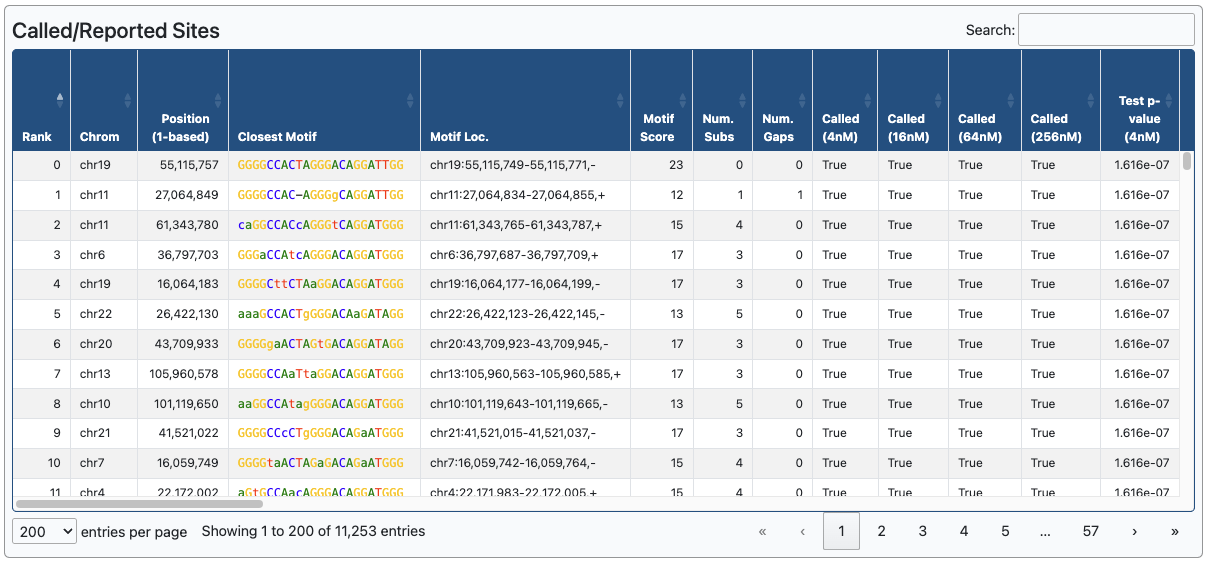 Called/Reported Sites
Search:
Rank Chrom Position (1-based) Closest Motif Motif Loc. Motif Score Num. Subs Num. Gaps Called (4nM) Called (16nM) Called (64nM) Called (256nM) Test p-value (4nM)
0 chr19 55,115,757 GGGGCCACTAGGGACAGGATTGG chr19:55,115,749-55,115,771,- 23 0 0 True True True True 1.616e-07
1 chr11 27,064,849 GGGGCCAC-AGGGgCAGGATTGG chr11:27,064,834-27,064,855,+ 12 1 1 True True True True 1.616e-07
2 chr11 61,343,780 caGGCCACcAGGGtCAGGATGGG chr11:61,343,765-61,343,787,+ 15 4 0 True True True True 1.616e-07
3 chr6 36,797,703 GGGaCCAtcAGGGACAGGATGGG chr6:36,797,687-36,797,709,+ 17 3 0 True True True True 1.616e-07
4 chr19 16,064,183 GGGGCttCTAaGGACAGGATGGG chr19:16,064,177-16,064,199,- 17 3 0 True True True True 1.616e-07
5 chr22 26,422,130 aaaGCCACTgGGGACAaGATAGG chr22:26,422,123-26,422,145,- 13 5 0 True True True True 1.616e-07
6 chr20 43,709,933 GGGGgaACTAGtGACAGGATAGG chr20:43,709,923-43,709,945,- 17 3 0 True True True True 1.616e-07
7 chr13 105,960,578 GGGGCCAaTtaGGACAGGATGGG chr13:105,960,563-105,960,585,+ 17 3 0 True True True True 1.616e-07
8 chr10 101,119,650 aaGGCCAtagGGGACAGGATGGG chr10:101,119,643-101,119,665,- 13 5 0 True True True True 1.616e-07
9 chr21 41,521,022 GGGGCCcCTgGGGACAGaATGGG chr21:41,521,015-41,521,037,- 17 3 0 True True True True 1.616e-07
10 chr7 16,059,749 GGGGtaACTAGaGACAGaATGGG chr7:16,059,742-16,059,764,- 15 4 0 True True True True 1.616e-07
11 chr4 22,172,002 aGtGCCAacAGGGACAGGATGGG chr4:22,171,983-22,172,005,+ 15 4 0 True True True True 1.616e-07
200 entries per page Showing 1 to 200 of 11,253 entries « ‹ 1 2 3 4 5 ... 57 › »